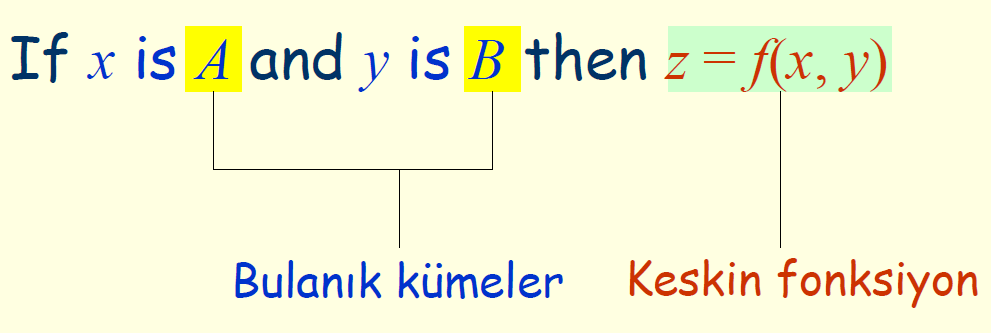 If x is A and y is B then z = f(x, y)
Bulanık kümeler
Keskin fonksiyon